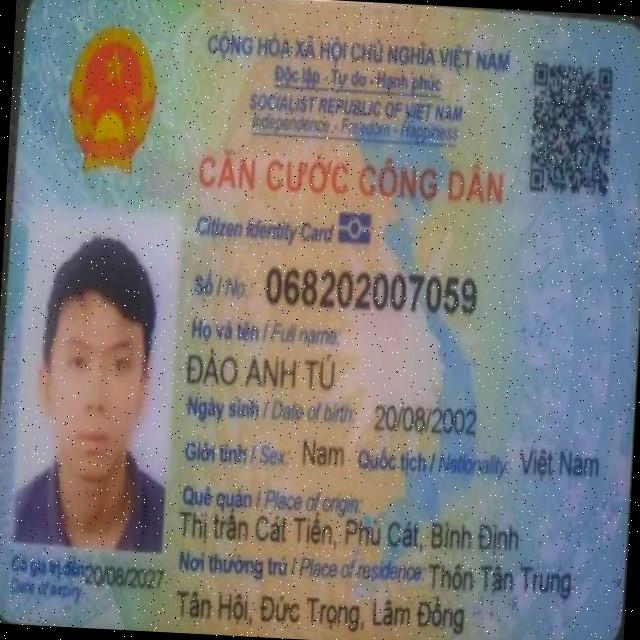 CỘNG HÒA XÃ HỘI CHỦ NGHĨA VIỆT NAM
Độc lập - Tự do - Hạnh phúc
SOCIALIST REPUBLIC OF VIET NAM
Independence - Freedom - Happiness
CĂN CƯỚC CÔNG DÂN
Citizen Identity Card
Số / No.: 068202007059
Họ và tên / Full name:
ĐÀO ANH TÚ
Ngày sinh / Date of birth: 20/08/2002
Giới tính / Sex: Nam Quốc tịch / Nationality: Việt Nam
Quê quán / Place of origin:
Thị trấn Cát Tiến, Phù Cát, Bình Định
Nơi thường trú / Place of residence: Thôn Tân Trung
Tân Hội, Đức Trọng, Lâm Đồng
Có giá trị đến: 20/08/2027
Date of expiry